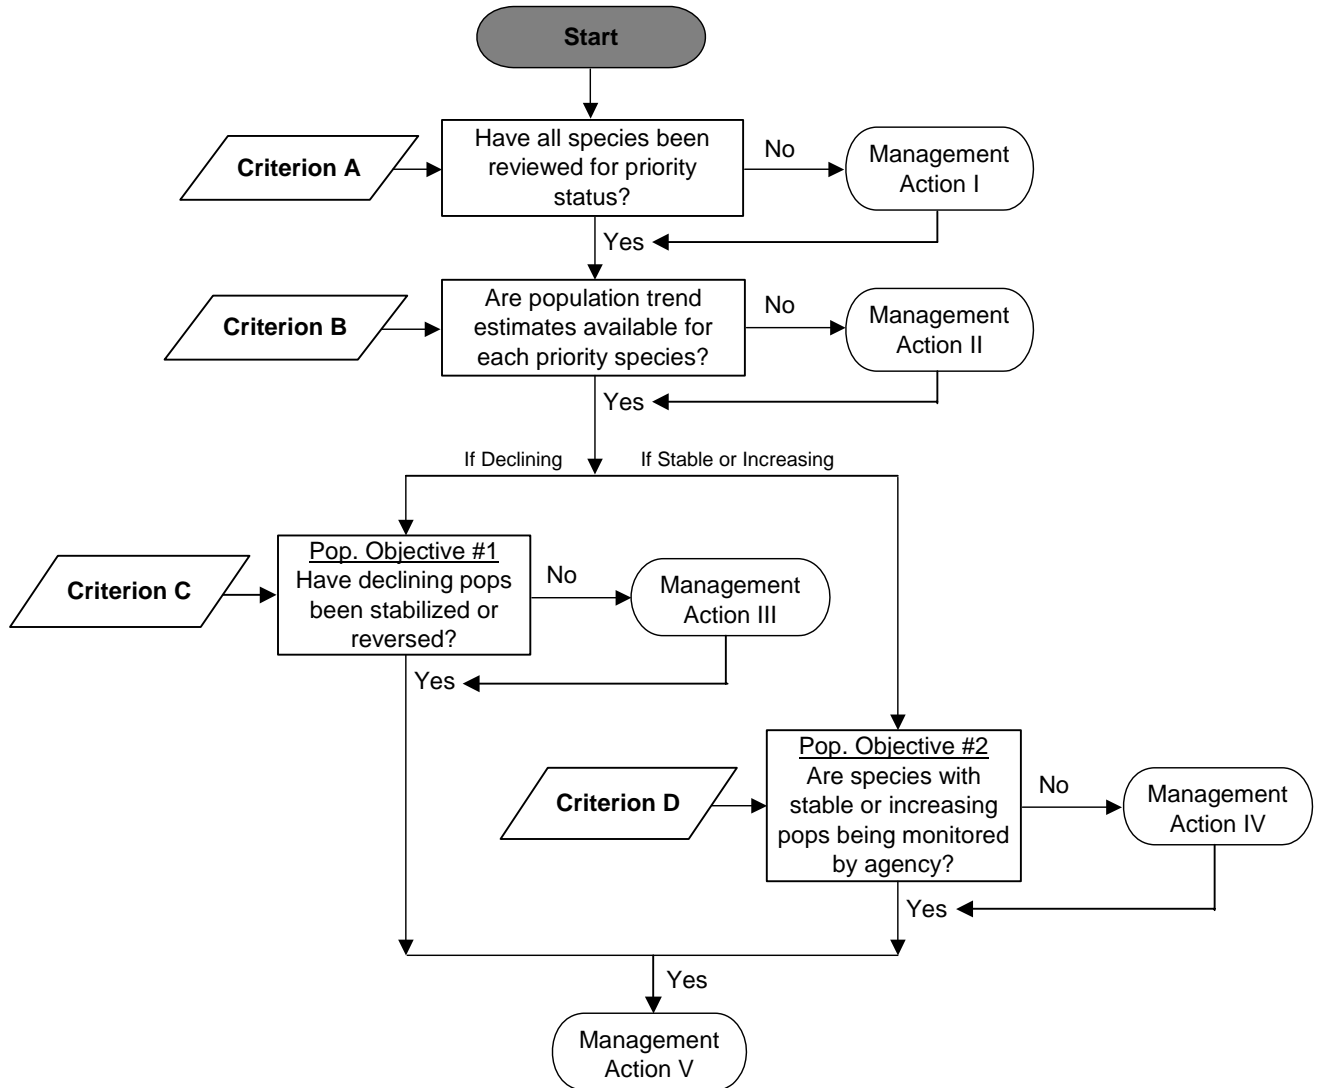 Start
Criterion A
Have all species been
reviewed for priority
status?
No
Management
Action I
Yes
Criterion B
Are population trend
estimates available for
each priority species?
No
Management
Action II
Yes
If Declining
If Stable or Increasing
Criterion C
Pop. Objective #1
Have declining pops
been stabilized or
reversed?
No
Management
Action III
Yes
Criterion D
Pop. Objective #2
Are species with
stable or increasing
pops being monitored
by agency?
No
Management
Action IV
Yes
Yes
Management
Action V